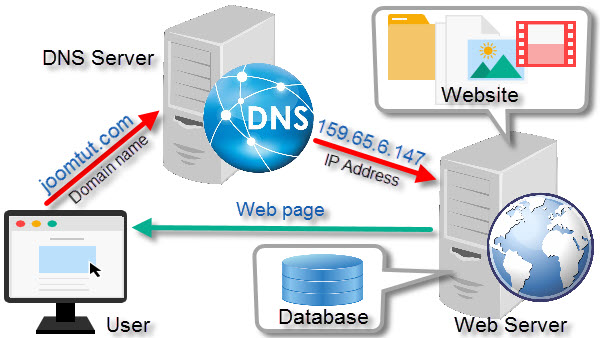 DNS Server
DNS
Website
joomtut.com
Domain name
159.65.6.147
IP Address
Web page
User
Database
Web Server